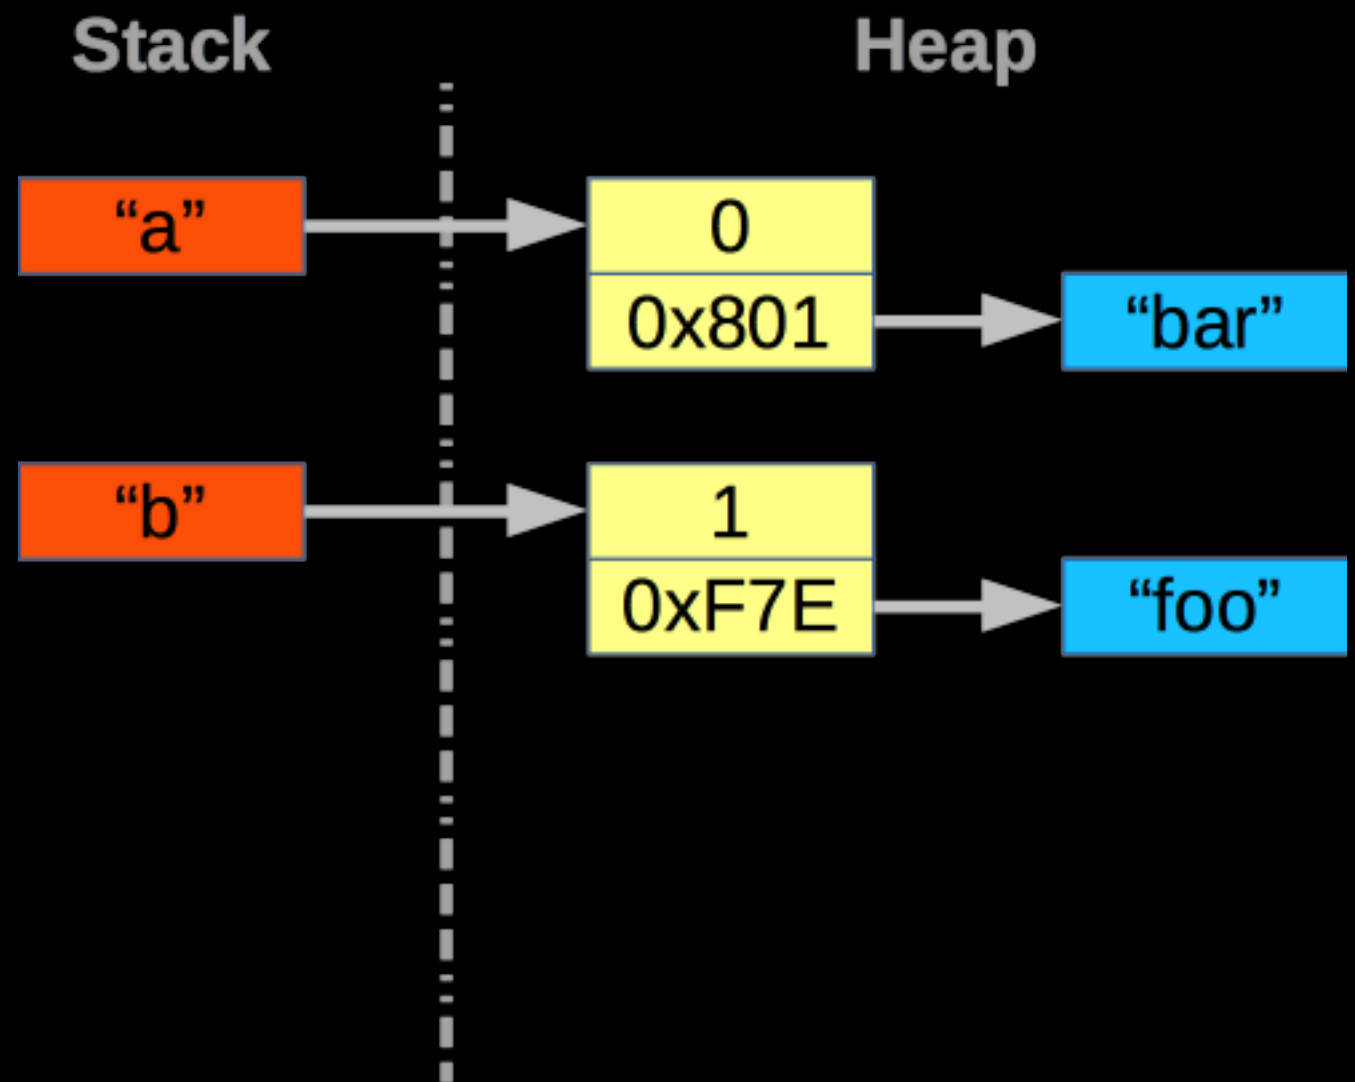 Stack Heap
“a” 0
0x801 “bar”
“b” 1
0xF7E “foo”